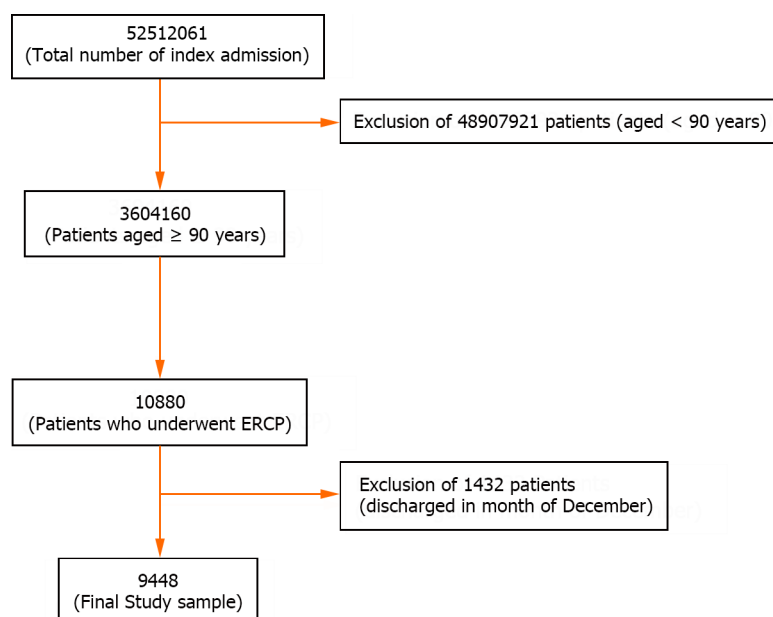 52512061
(Total number of index admission)
Exclusion of 48907921 patients (aged < 90 years)
3604160
(Patients aged ≥ 90 years)
10880
(Patients who underwent ERCP)
Exclusion of 1432 patients
(discharged in month of December)
9448
(Final Study sample)